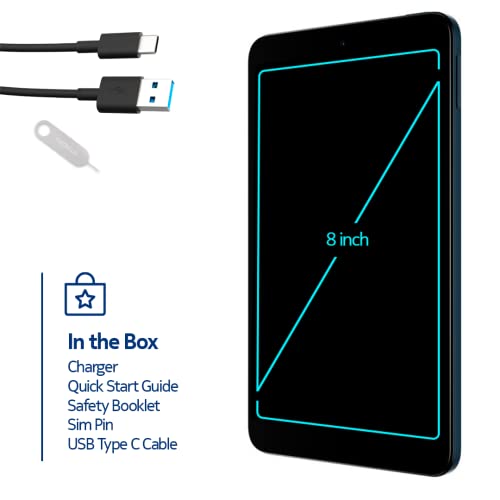 8 inch
In the Box
Charger
Quick Start Guide
Safety Booklet
Sim Pin
USB Type C Cable